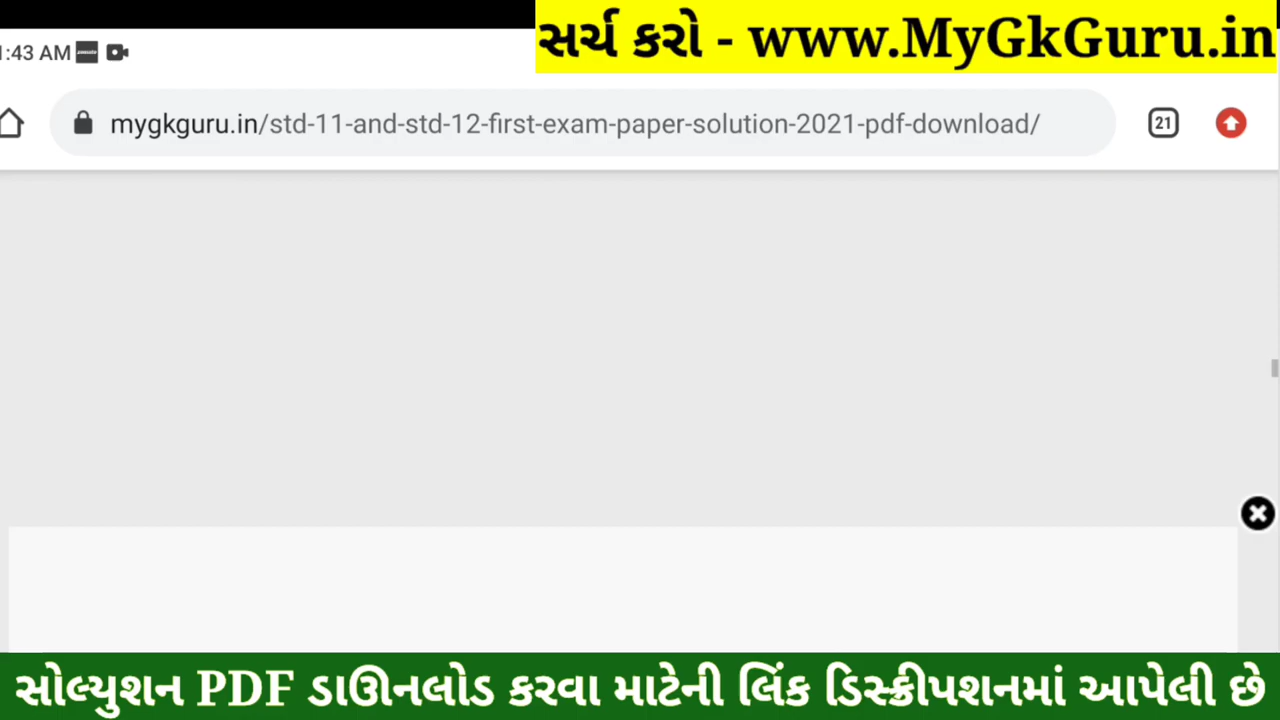 સર્ચ કરો - www.MyGkGuru.in
:43 AM
mygkguru.in/std-11-and-std-12-first-exam-paper-solution-2021-pdf-download/
21
સોલ્યુશન PDF ડાઊનલોડ કરવા માટેની લિંક ડિસ્ક્રીપશનમાં આપેલી છે